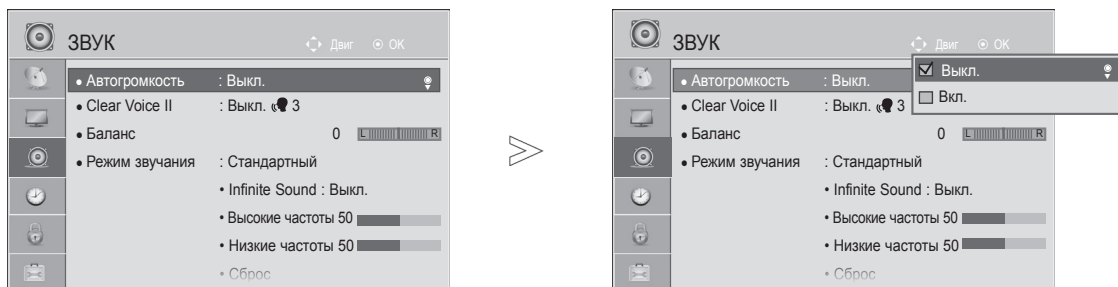 ЗВУК
Двиг OK
• Автогромкость : Выкл.
• Clear Voice II : Выкл. 3
• Баланс 0 L R
• Режим звучания : Стандартный
• Infinite Sound : Выкл.
• Высокие частоты 50
• Низкие частоты 50
• Сброс
>
ЗВУК
Двиг OK
• Автогромкость : Выкл.
Выкл.
Вкл.
• Clear Voice II : Выкл. 3
• Баланс 0 L R
• Режим звучания : Стандартный
• Infinite Sound : Выкл.
• Высокие частоты 50
• Низкие частоты 50
• Сброс